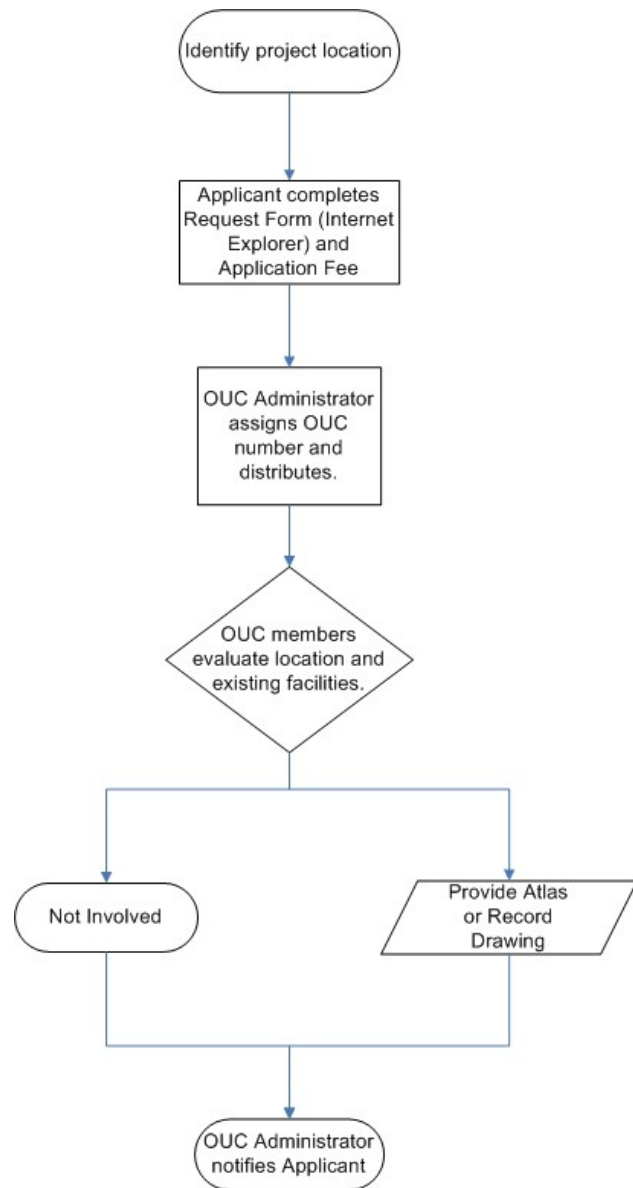 Identify project location
Applicant completes
Request Form (Internet
Explorer) and
Application Fee
OUC Administrator
assigns OUC
number and
distributes.
OUC members
evaluate location and
existing facilities.
Not Involved
Provide Atlas
or Record
Drawing
OUC Administrator
notifies Applicant